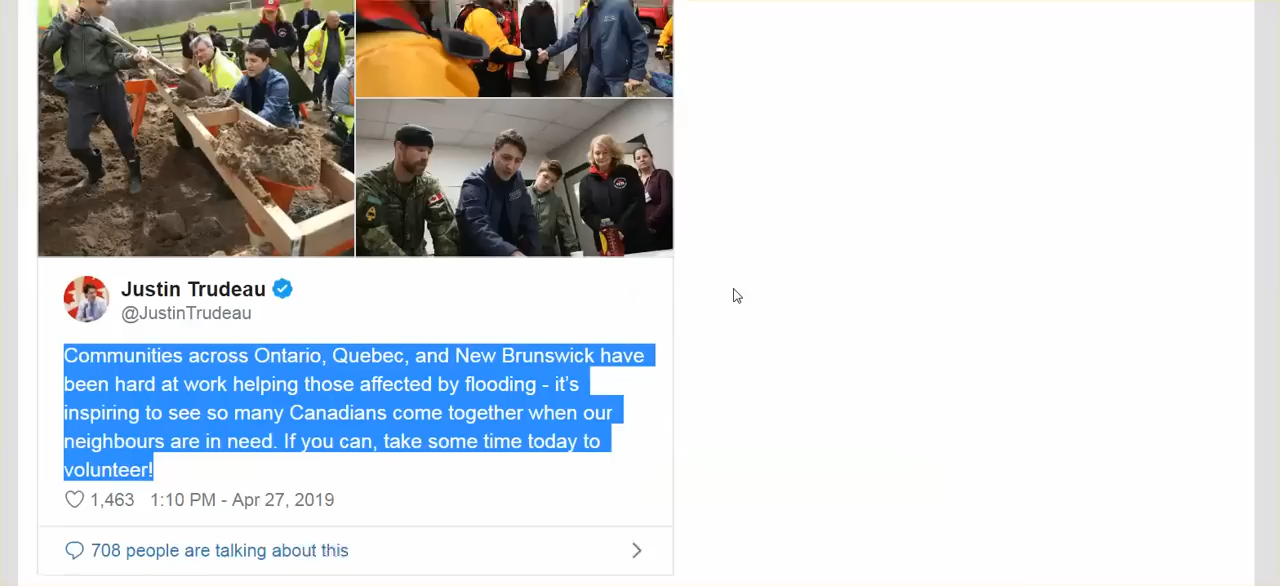 Justin Trudeau
@JustinTrudeau
Communities across Ontario, Quebec, and New Brunswick have
been hard at work helping those affected by flooding - it's
inspiring to see so many Canadians come together when our
neighbours are in need. If you can, take some time today to
volunteer!
1,463 1:10 PM - Apr 27, 2019
708 people are talking about this